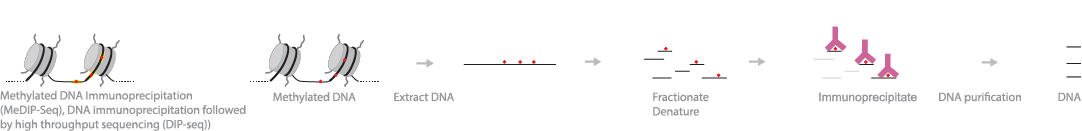 Methylated DNA Immunoprecipitation
(MeDIP-Seq), DNA immunoprecipitation followed
by high throughput sequencing (DIP-seq))
Methylated DNA
Extract DNA
Fractionate
Denature
Immunoprecipitate
DNA purification
DNA